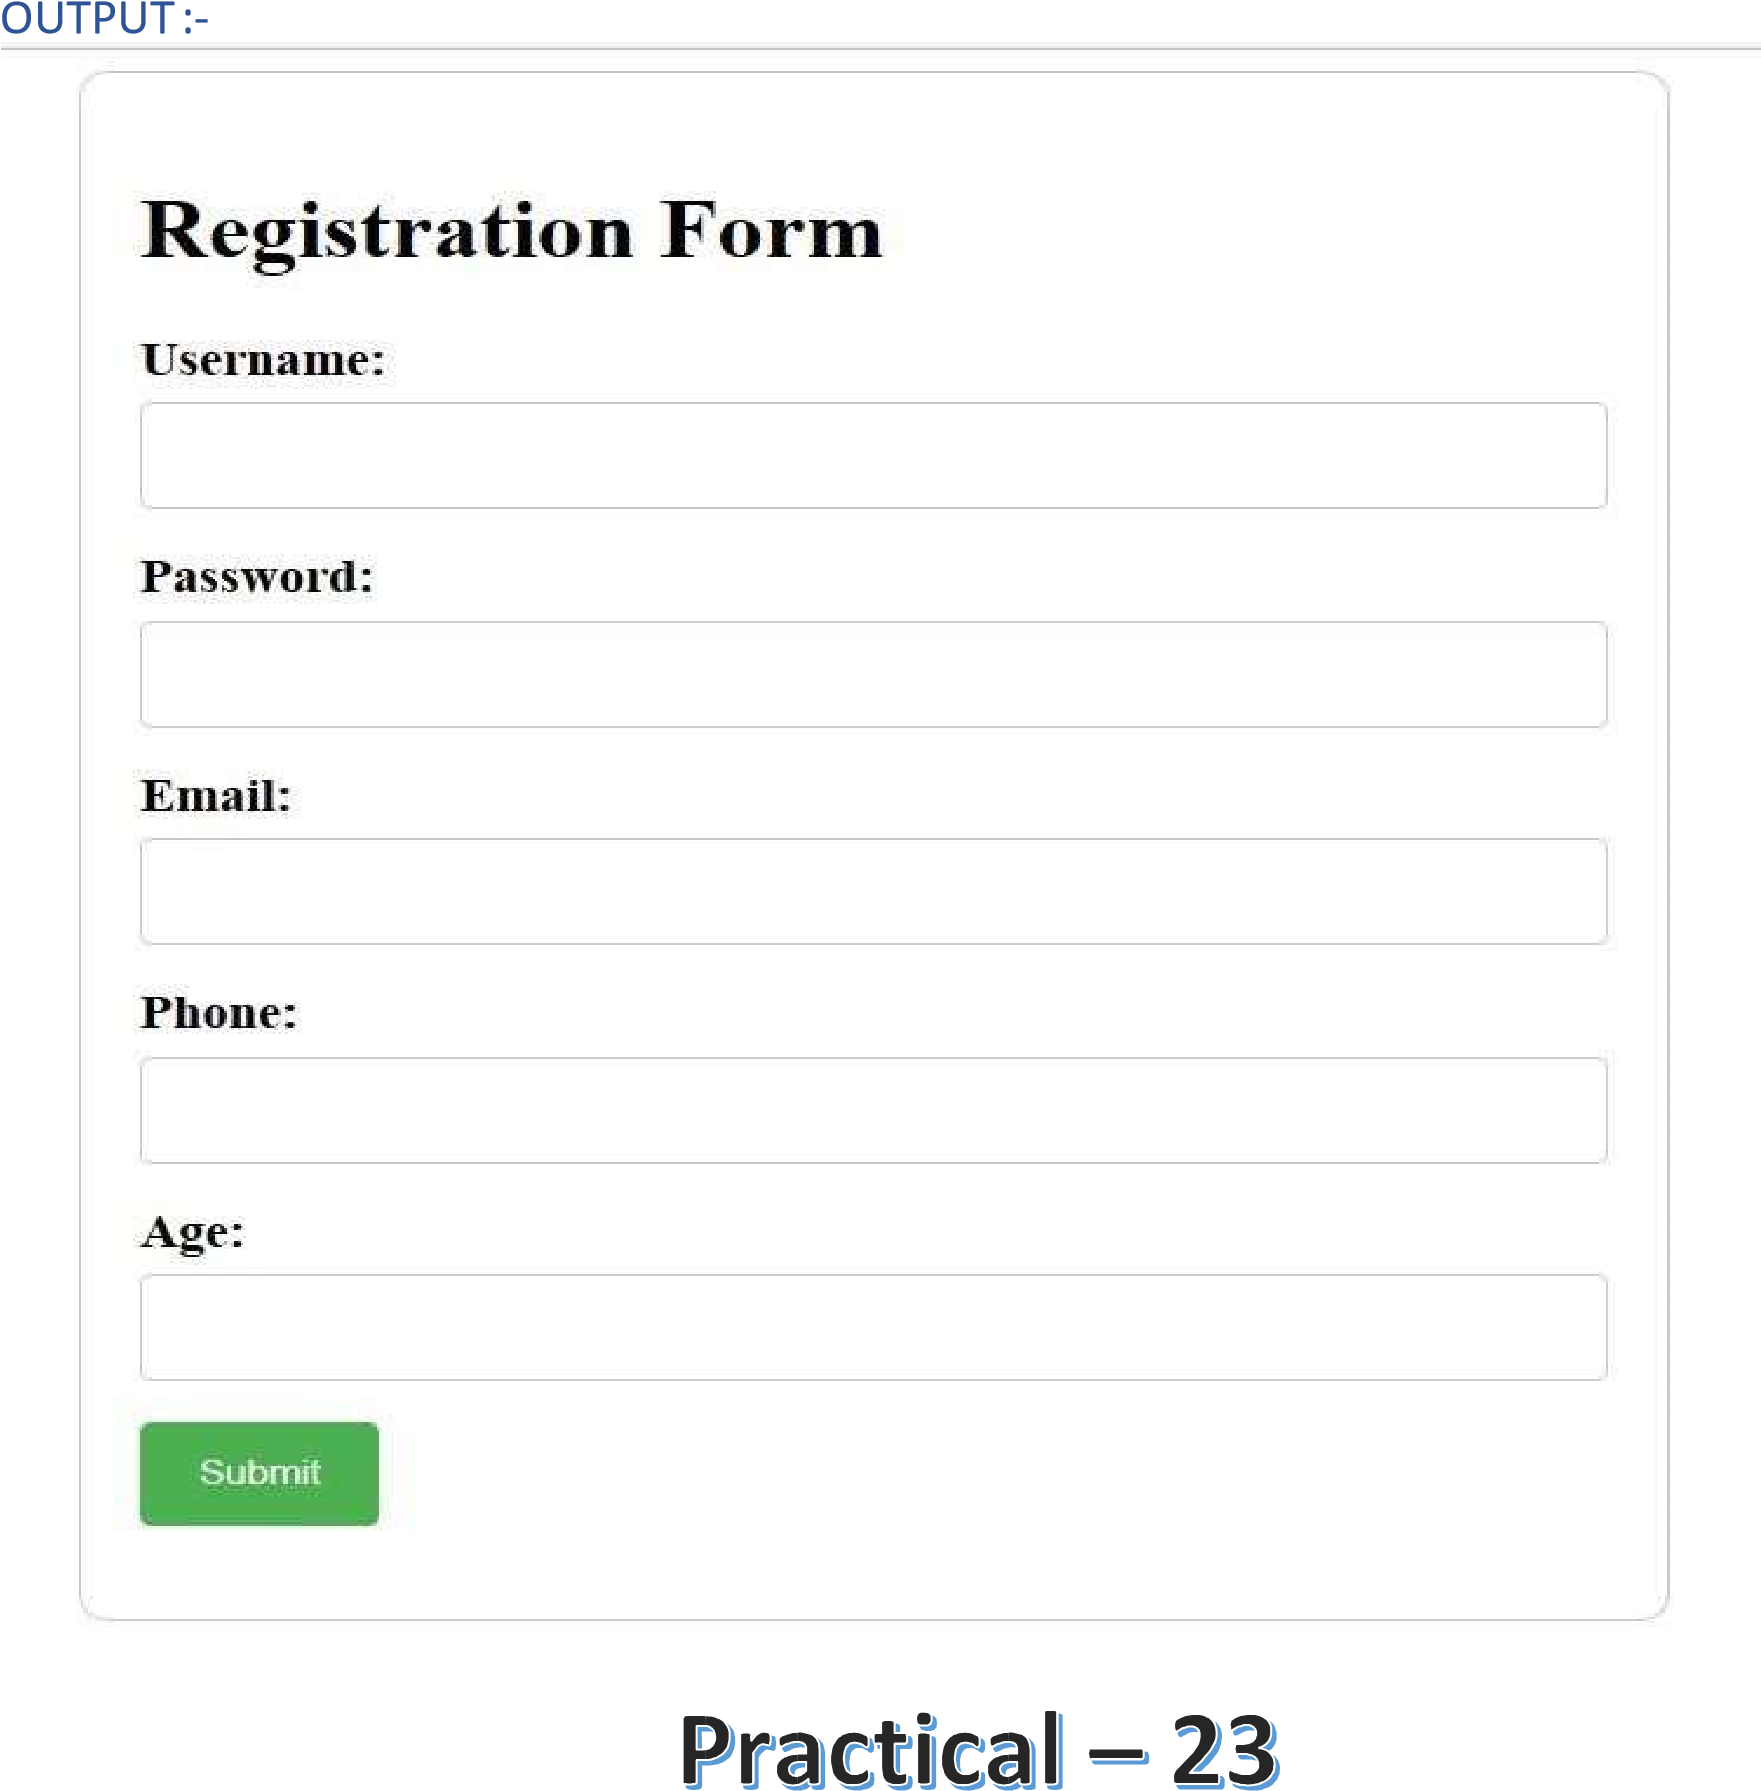 OUTPUT :-
Registration Form
Username:
Password:
Email:
Phone:
Age:
Submit
Practical – 23